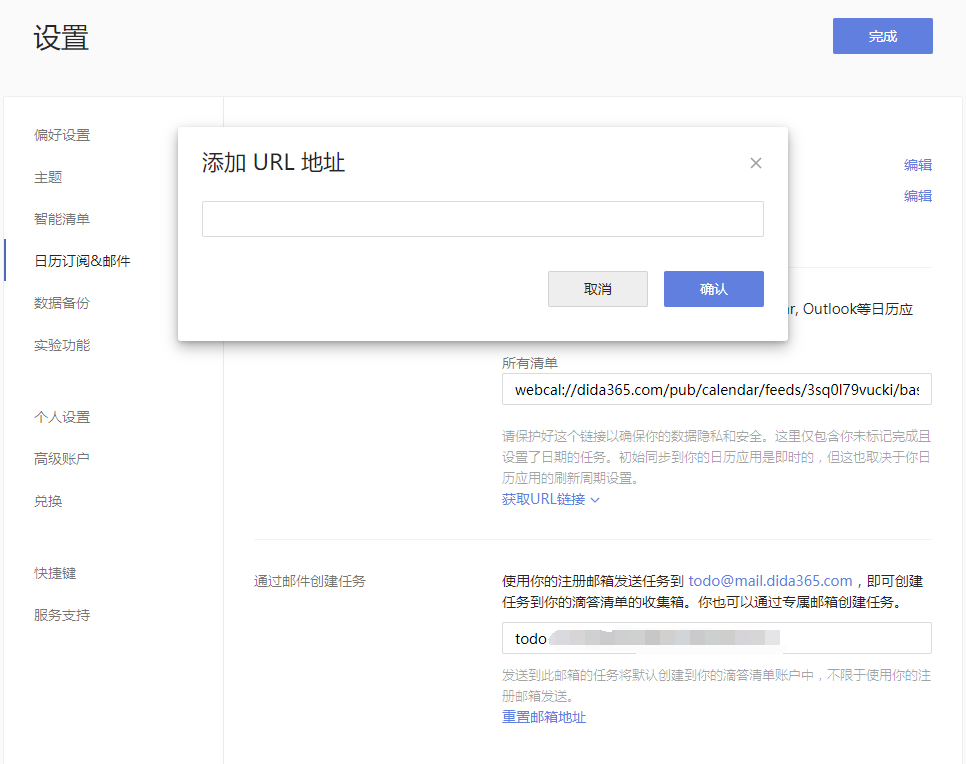 设置
完成
偏好设置
主题
智能清单
日历订阅&邮件
数据备份
实验功能
个人设置
高级账户
兑换
快捷键
服务支持
添加 URL 地址
×
取消
确认
编辑
编辑
ar, Outlook等日历应
所有清单
webcal://dida365.com/pub/calendar/feeds/3sq0l79vucki/bas
请保护好这个链接以确保你的数据隐私和安全。这里仅包含你未标记完成且
设置了日期的任务。初始同步到你的日历应用是即时的，但这也取决于你日
历应用的刷新周期设置。
获取URL链接
通过邮件创建任务
使用你的注册邮箱发送任务到 todo@mail.dida365.com，即可创建
任务到你的滴答清单的收集箱。你也可以通过专属邮箱创建任务。
todo
发送到此邮箱的任务将默认创建到你的滴答清单账户中，不限于使用你的注
册邮箱发送。
重置邮箱地址